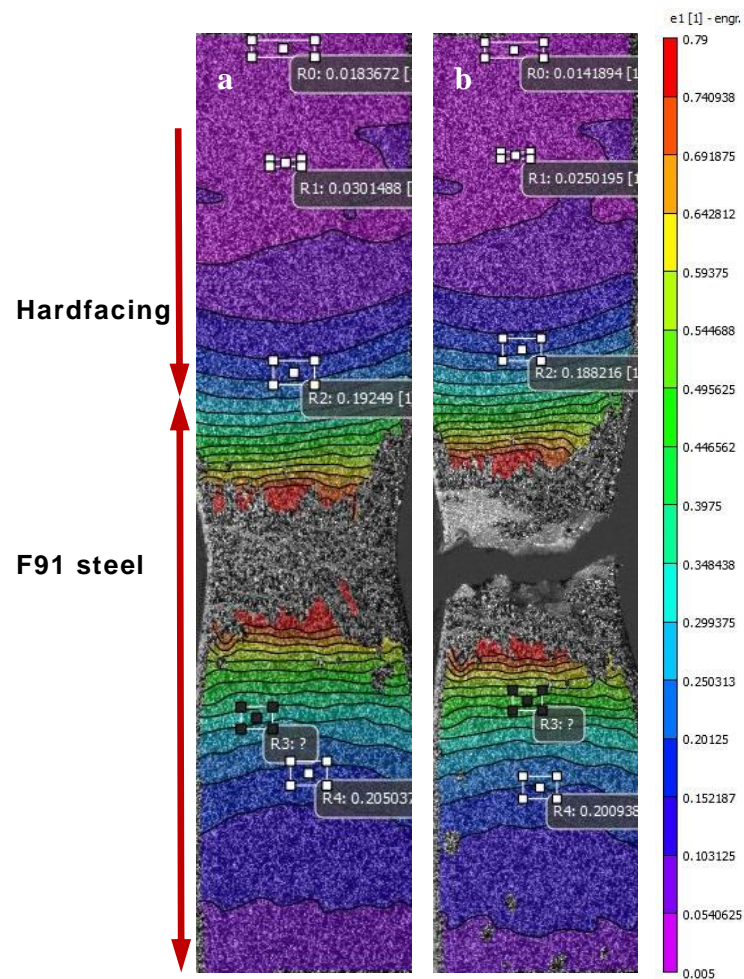 e1 [1] - engr.
a
R0: 0.0183672 [
R1: 0.0301488 [
R2: 0.19249 [1
R3: ?
R4: 0.205037
b
R0: 0.0141894 [1
R1: 0.0250195 [1
R2: 0.188216 [1
R3: ?
R4: 0.200938
Hardfacing
F91 steel
0.79
0.740938
0.691875
0.642812
0.59375
0.544688
0.495625
0.446562
0.3975
0.348438
0.299375
0.250313
0.20125
0.152187
0.103125
0.0540625
0.005